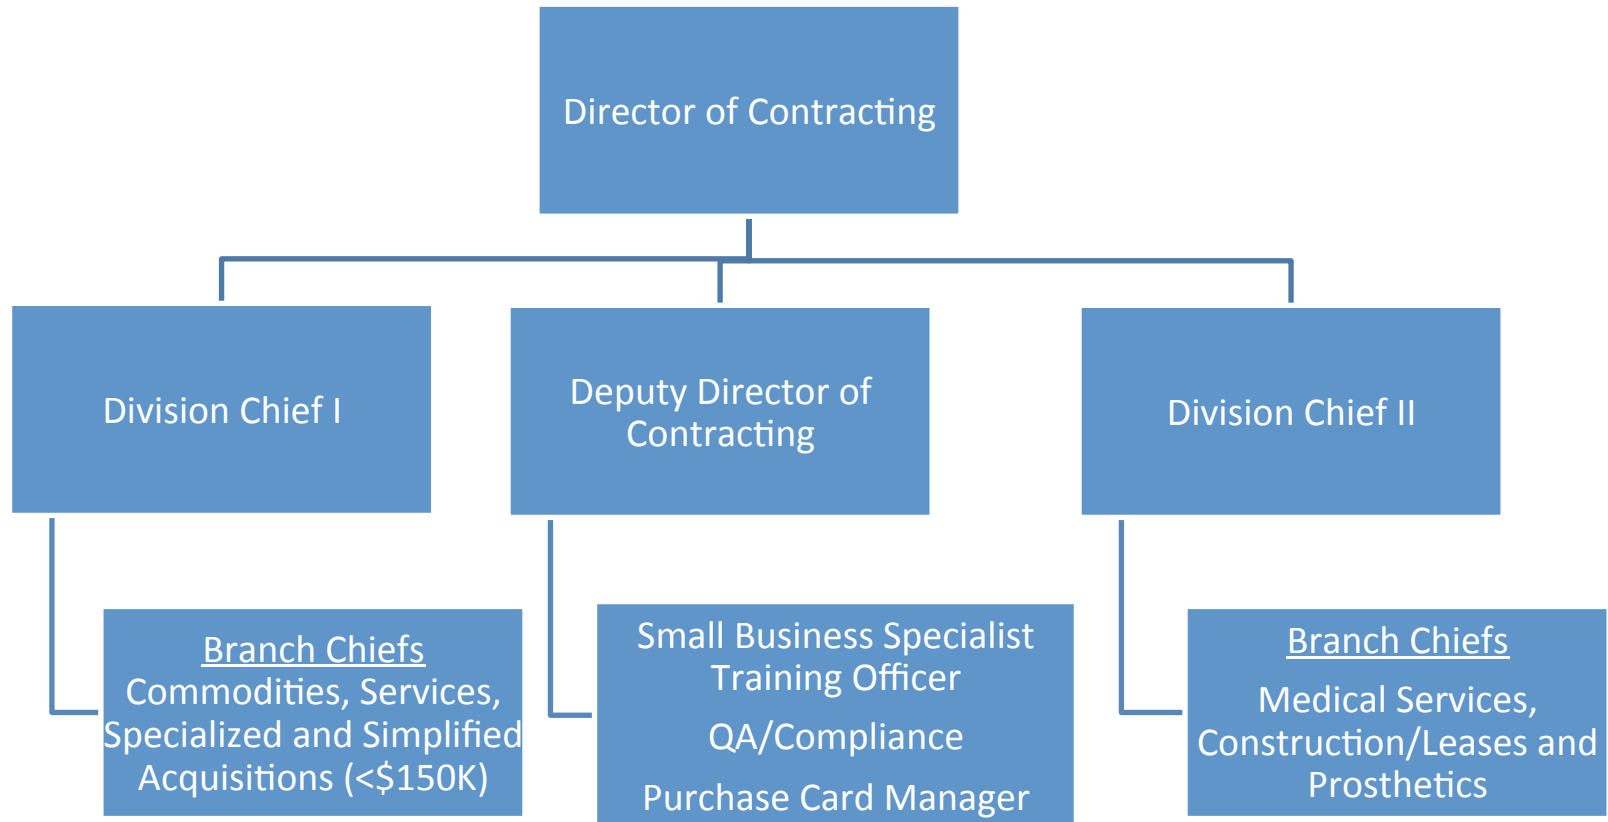 Director of Contracting
Division Chief I
Deputy Director of
Contracting
Division Chief II
Branch Chiefs
Commodities, Services,
Specialized and Simplified
Acquisitions (<$150K)
Small Business Specialist
Training Officer
QA/Compliance
Purchase Card Manager
Branch Chiefs
Medical Services,
Construction/Leases and
Prosthetics